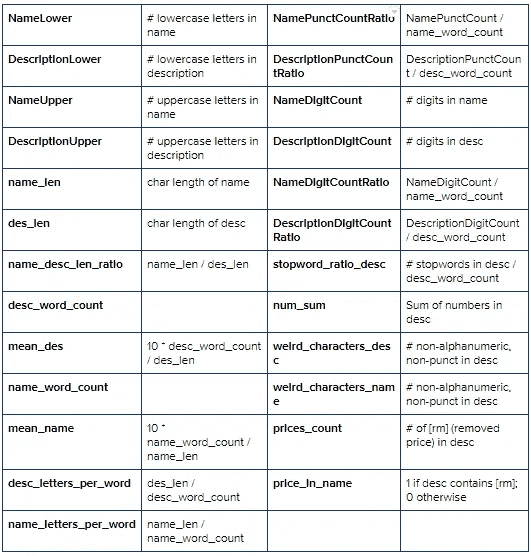 NameLower # lowercase letters in name NamePunctCountRatio NamePunctCount / name_word_count
DescriptionLower # lowercase letters in description DescriptionPunctCountRatio DescriptionPunctCount / desc_word_count
NameUpper # uppercase letters in name NameDigitCount # digits in name
DescriptionUpper # uppercase letters in description DescriptionDigitCount # digits in desc
name_len char length of name NameDigitCountRatio NameDigitCount / name_word_count
des_len char length of desc DescriptionDigitCountRatio DescriptionDigitCount / desc_word_count
name_desc_len_ratio name_len / des_len stopword_ratio_desc # stopwords in desc / desc_word_count
desc_word_count num_sum Sum of numbers in desc
mean_des 10 * desc_word_count / des_len weird_characters_desc # non-alphanumeric, non-punct in desc
name_word_count weird_characters_name # non-alphanumeric, non-punct in desc
mean_name 10 * name_word_count / name_len prices_count # of [rm] (removed price) in desc
desc_letters_per_word des_len / desc_word_count price_in_name 1 if desc contains [rm]; 0 otherwise
name_letters_per_word name_len / name_word_count